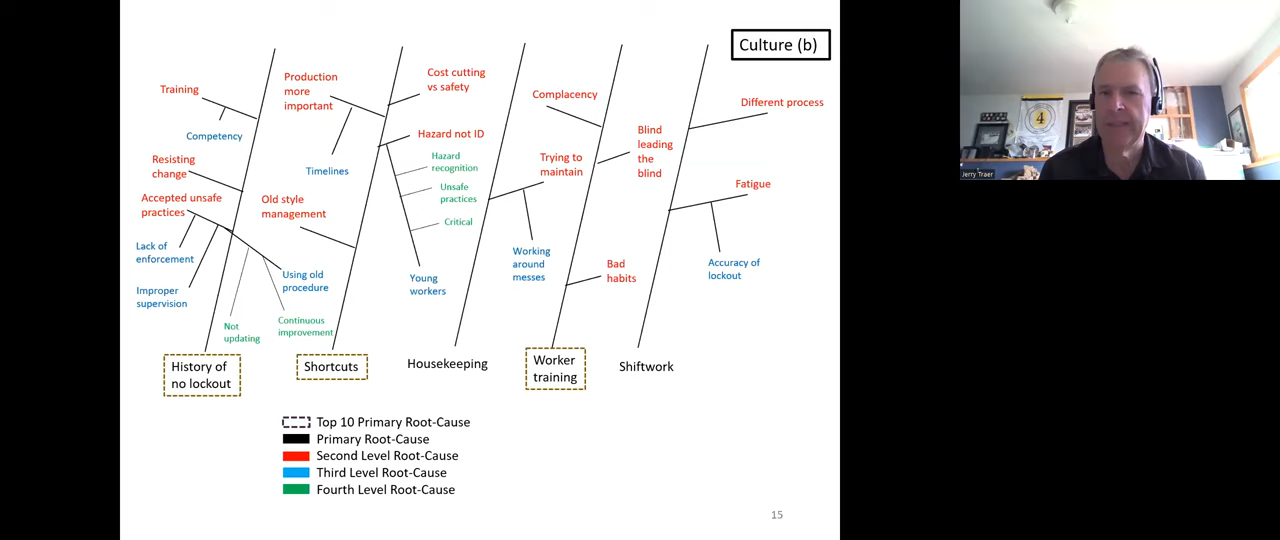 Culture (b)
Training
Competency
Resisting
change
Accepted unsafe
practices
Lack of
enforcement
Improper
supervision
Using old
procedure
Not
updating
Continuous
improvement
History of
no lockout
Production
more
important
Timelines
Old style
management
Cost cutting
vs safety
Hazard not ID
Hazard
recognition
Unsafe
practices
Critical
Young
workers
Shortcuts
Trying to
maintain
Working
around
messes
Housekeeping
Complacency
Blind
leading
the
blind
Bad
habits
Worker
training
Different process
Fatigue
Accuracy of
lockout
Shiftwork
Top 10 Primary Root-Cause
Primary Root-Cause
Second Level Root-Cause
Third Level Root-Cause
Fourth Level Root-Cause
15
4
Jerry Traer